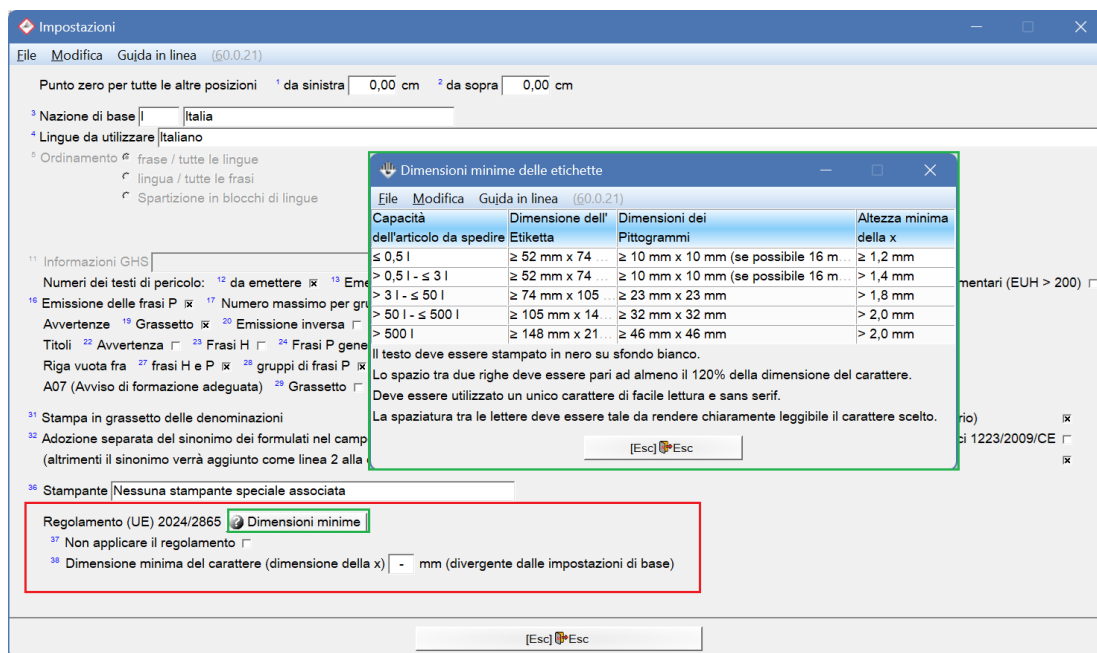 Impostazioni
File Modifica Guida in linea (60.0.21)
Punto zero per tutte le altre posizioni 1 da sinistra 0,00 cm 2 da sopra 0,00 cm
3 Nazione di base I Italia
4 Lingue da utilizzare Italiano
5 Ordinamento frase / tutte le lingue
lingua / tutte le frasi
Spartizione in blocchi di lingue
11 Informazioni GHS
Numeri dei testi di pericolo: 12 da emettere 13 Eme
mentari (EUH > 200)
16 Emissione delle frasi P 17 Numero massimo per gru
Avvertenze 19 Grassetto 20 Emissione inversa
Titoli 22 Avvertenza 23 Frasi H 24 Frasi P gene
Riga vuota fra 27 frasi H e P 28 gruppi di frasi P
A07 (Avviso di formazione adeguata) 29 Grassetto
31 Stampa in grassetto delle denominazioni
rio)
32 Adozione separata del sinonimo dei formulati nel camp
ci 1223/2009/CE
(altrimenti il sinonimo verrà aggiunto come linea 2 alla
36 Stampante Nessuna stampante speciale associata
Regolamento (UE) 2024/2865 Dimensioni minime
37 Non applicare il regolamento
38 Dimensione minima del carattere (dimensione della x) - mm (divergente dalle impostazioni di base)
[Esc] Esc
Dimensioni minime delle etichette
File Modifica Guida in linea (60.0.21)
Capacità dell'articolo da spedire Dimensione dell' Etiketta Dimensioni dei Pittogrammi Altezza minima della x
≤ 0,5 l ≥ 52 mm x 74 ... ≥ 10 mm x 10 mm (se possibile 16 m... ≥ 1,2 mm
> 0,5 l - ≤ 3 l ≥ 52 mm x 74 ... ≥ 10 mm x 10 mm (se possibile 16 m... > 1,4 mm
> 3 l - ≤ 50 l ≥ 74 mm x 105 ... ≥ 23 mm x 23 mm > 1,8 mm
> 50 l - ≤ 500 l ≥ 105 mm x 14... ≥ 32 mm x 32 mm > 2,0 mm
> 500 l ≥ 148 mm x 21... ≥ 46 mm x 46 mm > 2,0 mm
Il testo deve essere stampato in nero su sfondo bianco.
Lo spazio tra due righe deve essere pari ad almeno il 120% della dimensione del carattere.
Deve essere utilizzato un unico carattere di facile lettura e sans serif.
La spaziatura tra le lettere deve essere tale da rendere chiaramente leggibile il carattere scelto.
[Esc] Esc